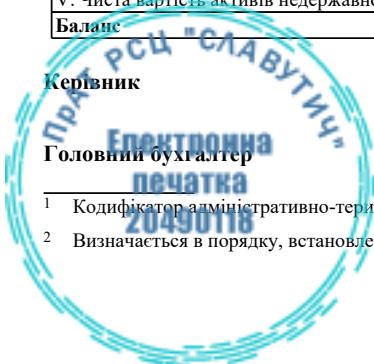 V. Чиста вартість активів недержавно
Баланс
ПрАТ РСЦ "СЛАВУТИЧ"
Керівник
Електронна
Головний бухгалтер
печатка
1 Кодифікатор адміністративно-тери
20490118
2 Визначається в порядку, встановле